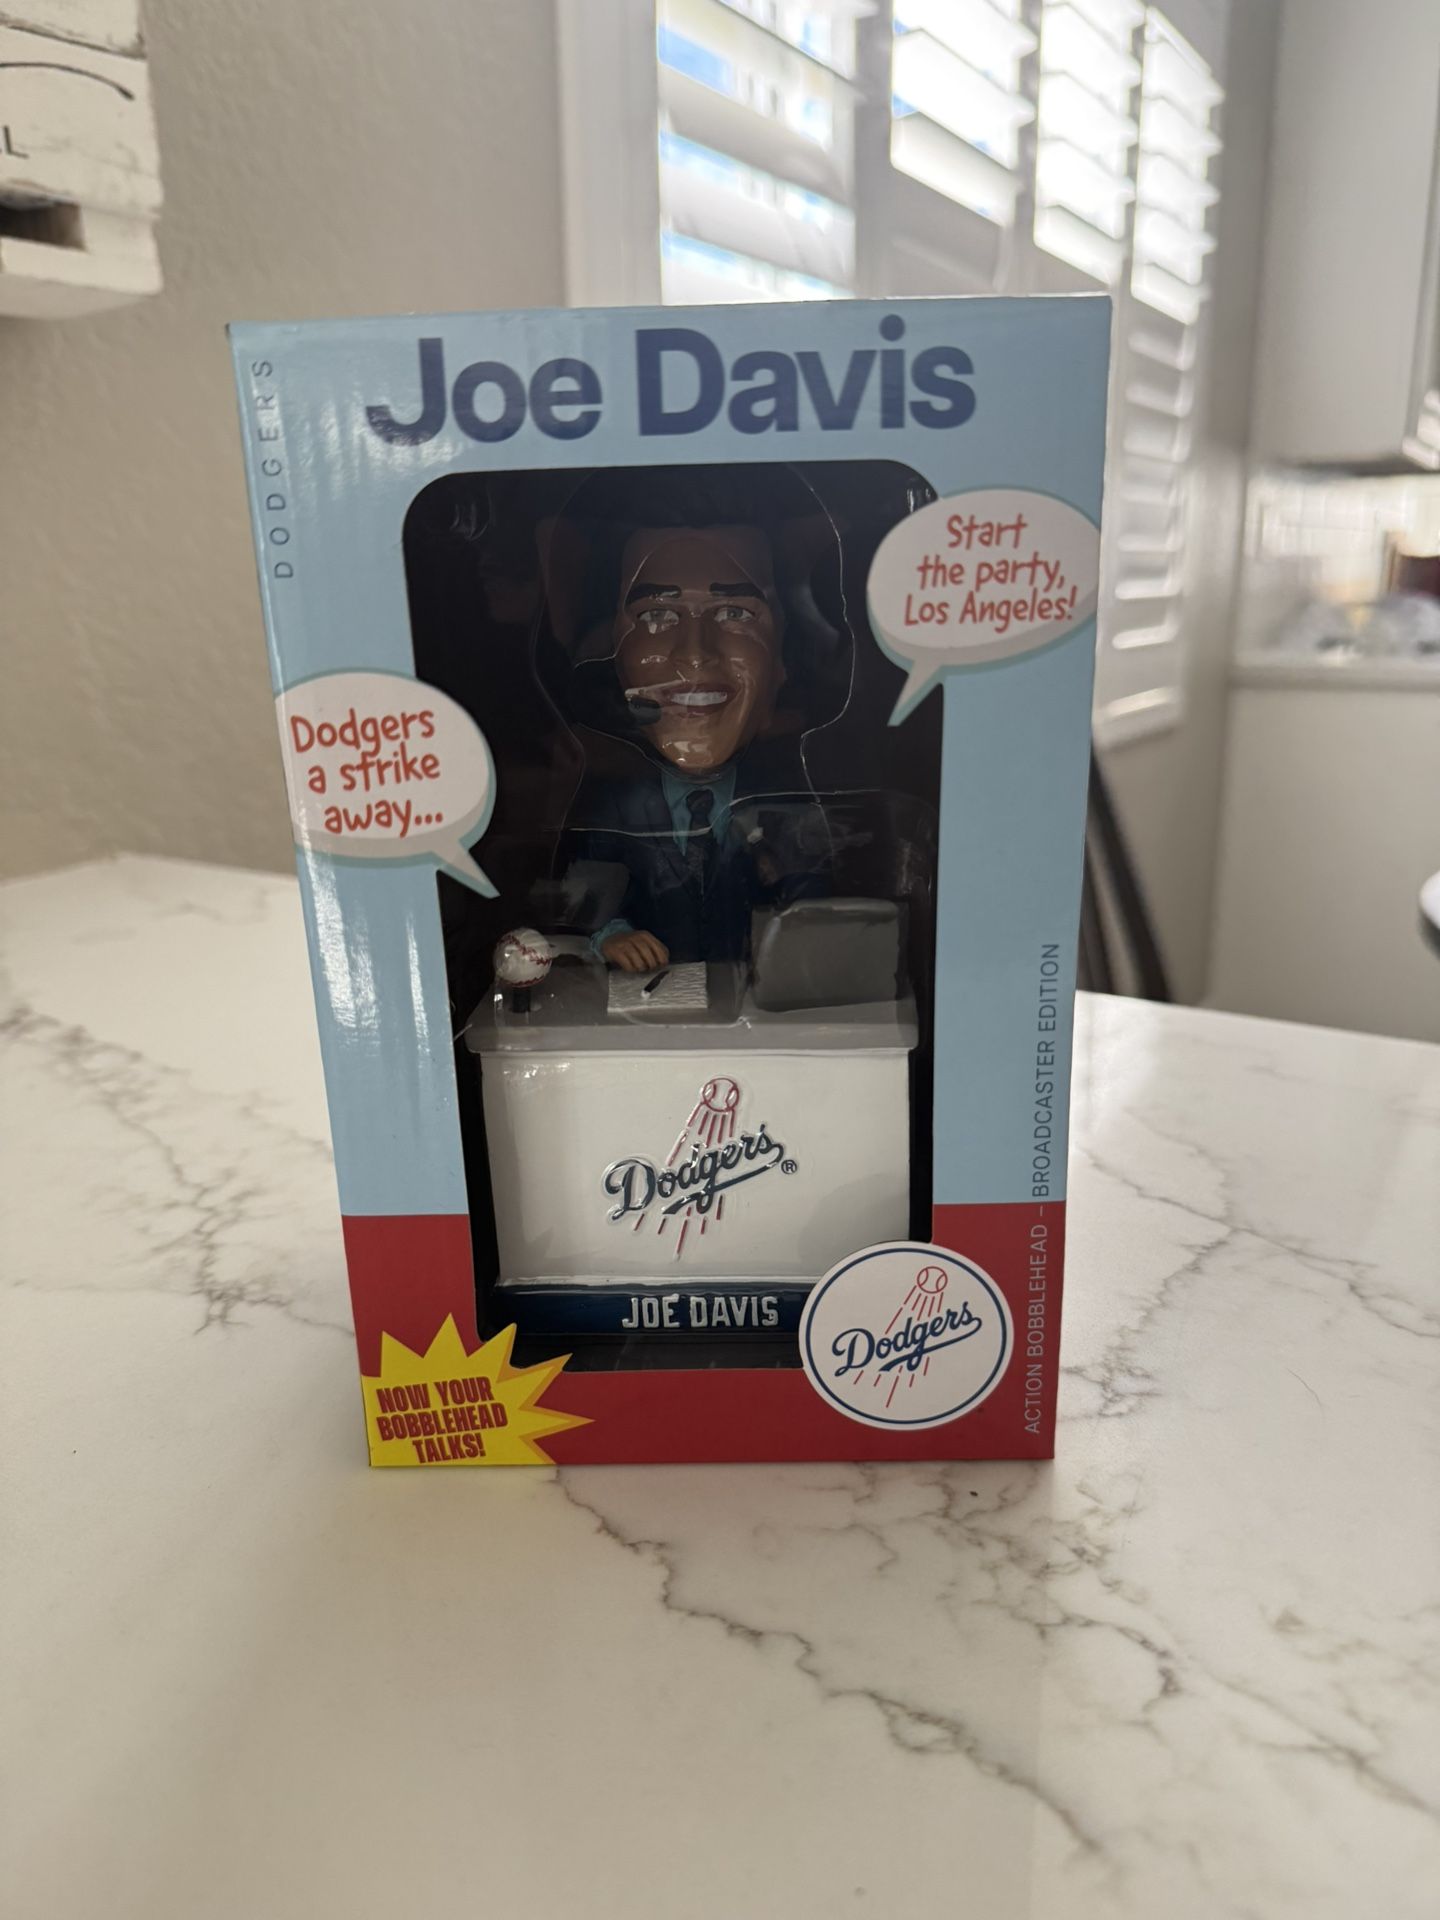 Joe Davis
DODGERS
Start
the party,
Los Angeles!
Dodgers
a strike
away...
Dodgers®
JOE DAVIS
Dodgers
NOW YOUR
BOBBLEHEAD
TALKS!
ACTION BOBBLEHEAD – BROADCASTER EDITION